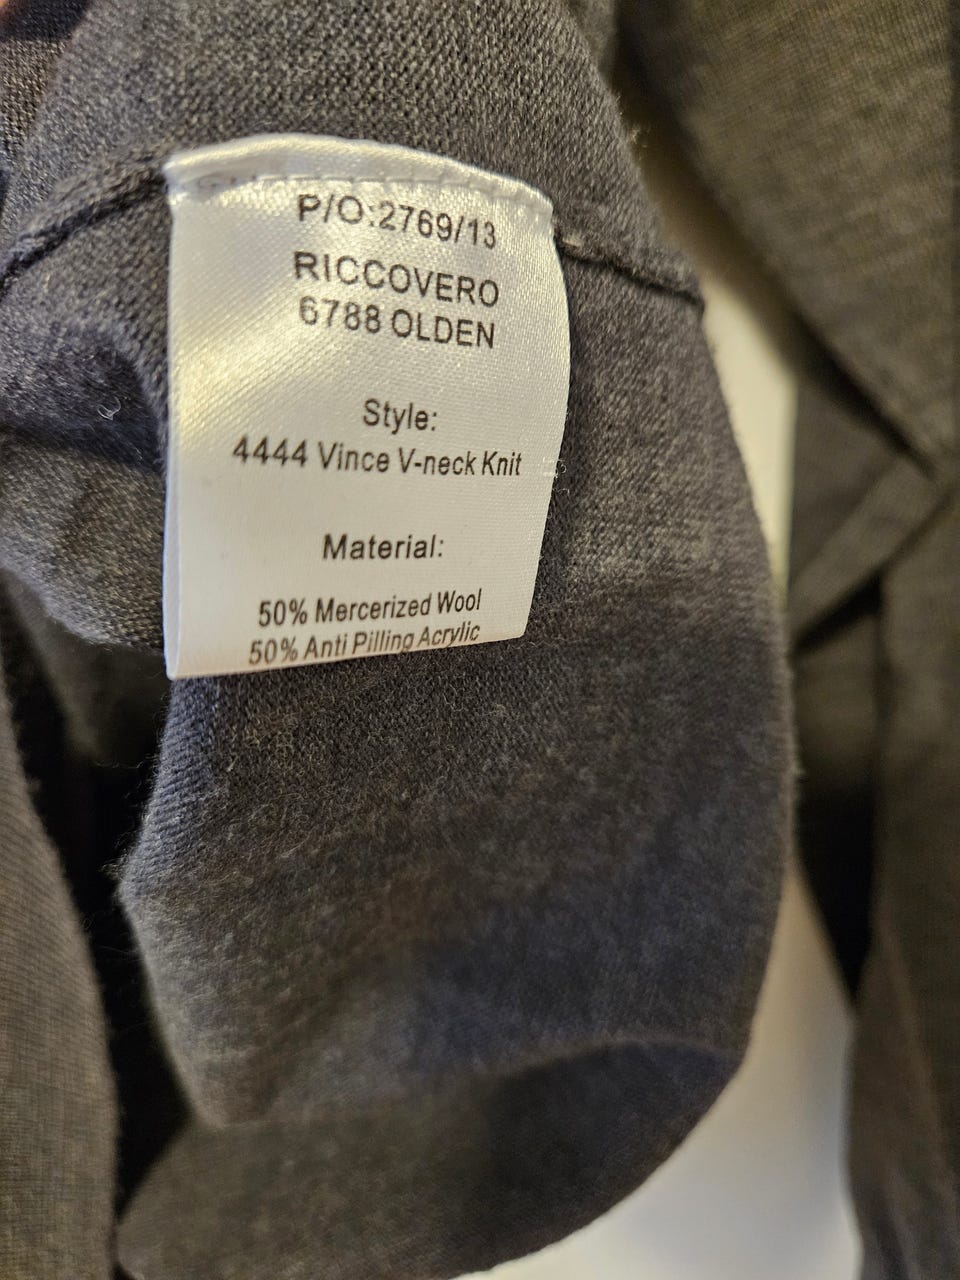 P/O:2769/13
RICCOVERO
6788 OLDEN
Style:
4444 Vince V-neck Knit
Material:
50% Mercerized Wool
50% Anti Pilling Acrylic